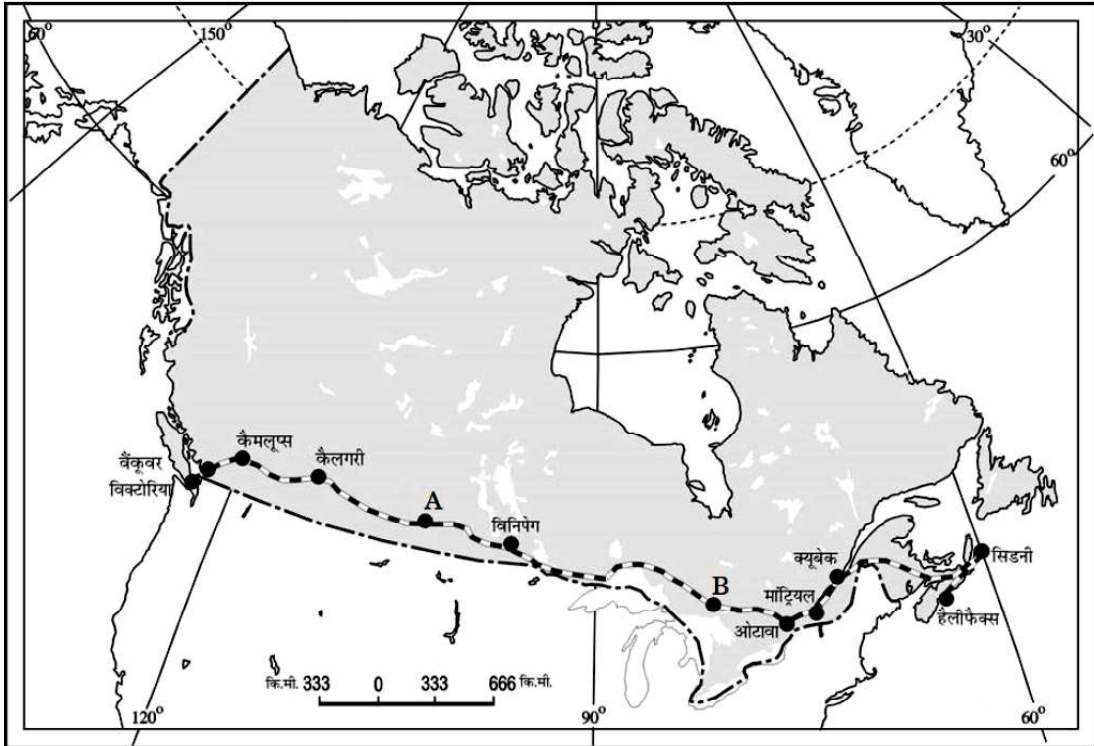 60°
150°
30°
60°
कैमलूप्स
वैंकूवर
कैलगरी
विक्टोरिया
A
विनिपेग
क्यूबेक
सिडनी
B
मांट्रियल
ओटावा
हैलीफैक्स
कि.मी. 333 0 333 666 कि.मी.
120°
90°
60°